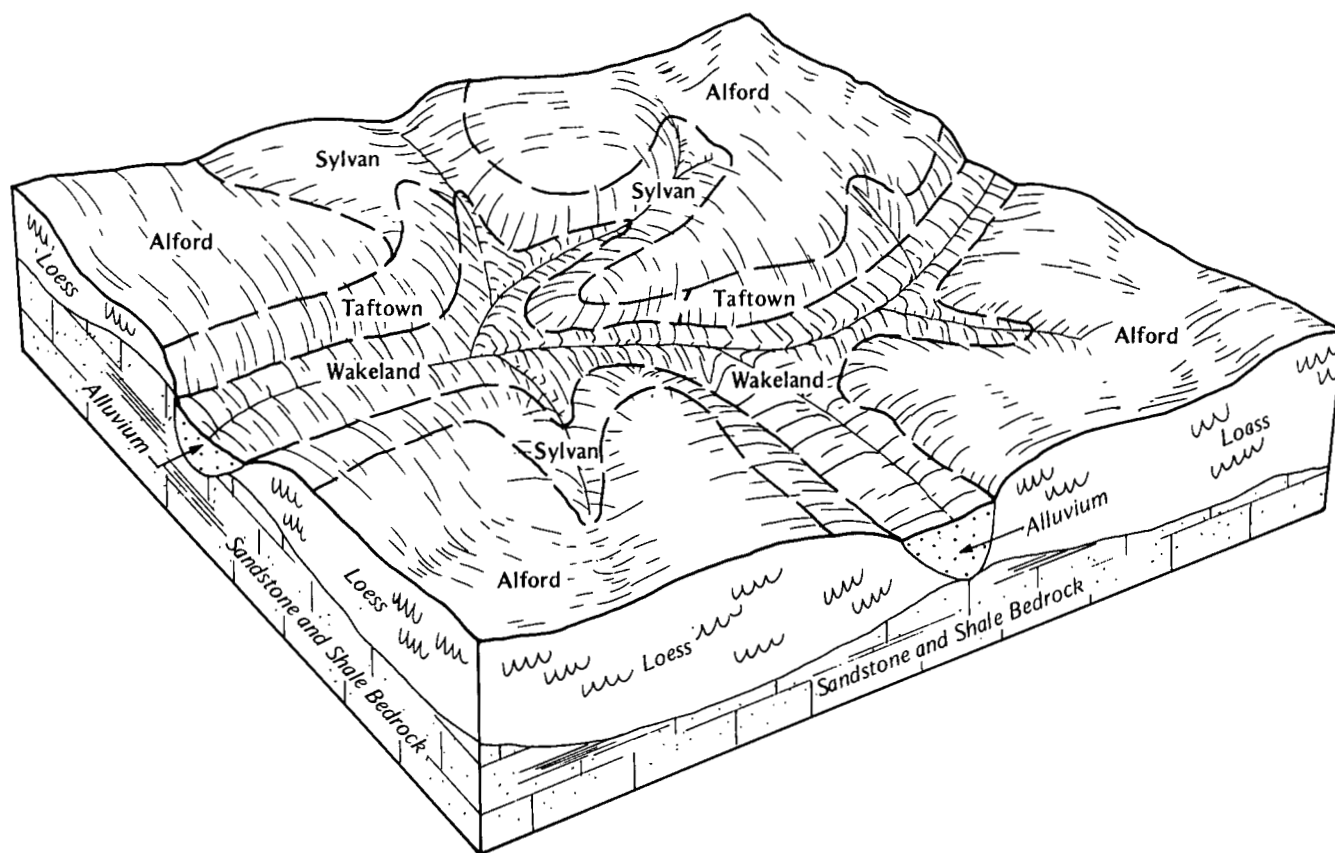 Alford
Sylvan
Sylvan
Alford
Loess
Taftown
Taftown
Alford
Wakeland
Wakeland
Alluvium
Loess
Sylvan
Alluvium
Alford
Loess
Loess
Sandstone and Shale Bedrock
Sandstone and Shale Bedrock